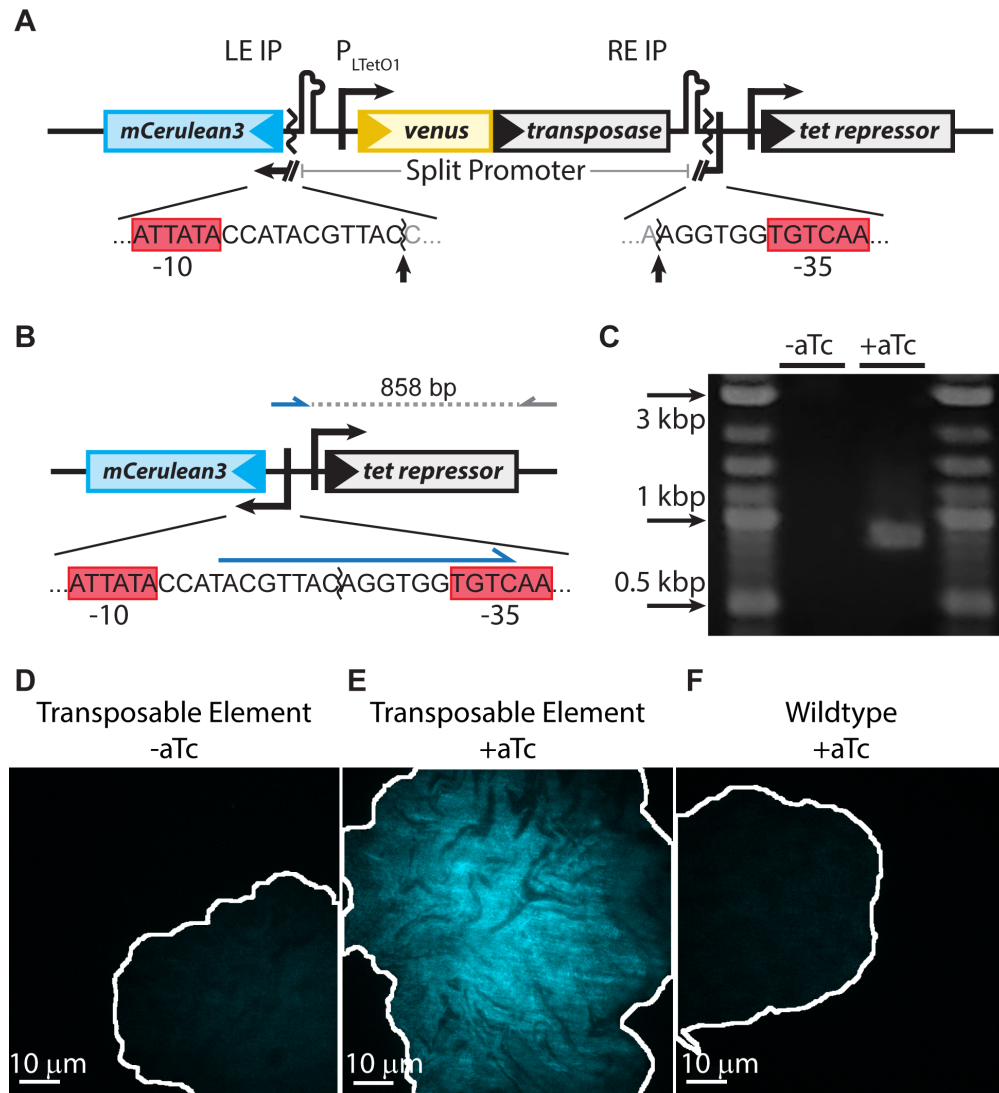 A
LE IP
P LTetO1
RE IP
mCerulean3
venus
transposase
tet repressor
Split Promoter
...ATTATACCATACGTTACC...
...AAGGTGGTGTCAA...
-10
-35
B
858 bp
mCerulean3
tet repressor
...ATTATACCATACGTTACAGGTGGTGTCAA...
-10
-35
C
-aTc
+aTc
3 kbp
1 kbp
0.5 kbp
D
Transposable Element
-aTc
10 μm
E
Transposable Element
+aTc
10 μm
F
Wildtype
+aTc
10 μm